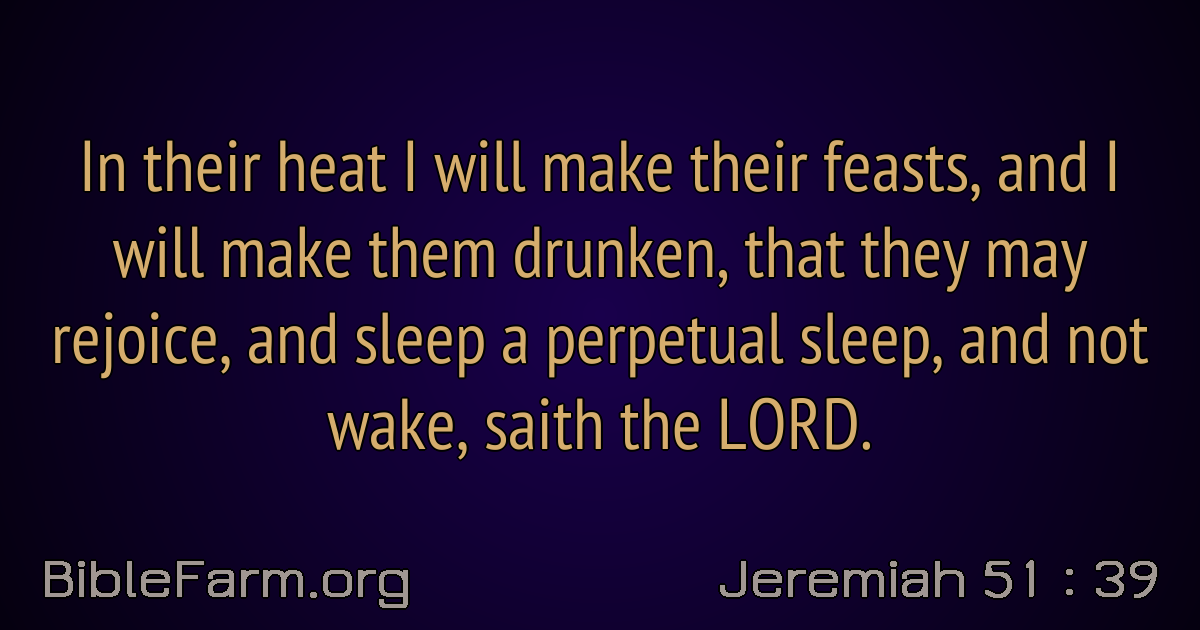 In their heat I will make their feasts, and I
will make them drunken, that they may
rejoice, and sleep a perpetual sleep, and not
wake, saith the LORD.
BibleFarm.org
Jeremiah 51 : 39